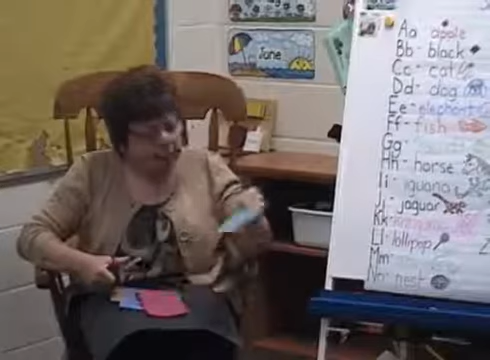 June
Aa - apple
Bb - black
Cc - cat
Dd - dog
Ee - elephant
Ff - fish
Gg -
Hh - horse
Ii - iguana
Jj - jaguar
Kk -
Ll - lollipop
Mm -
Nn - nest